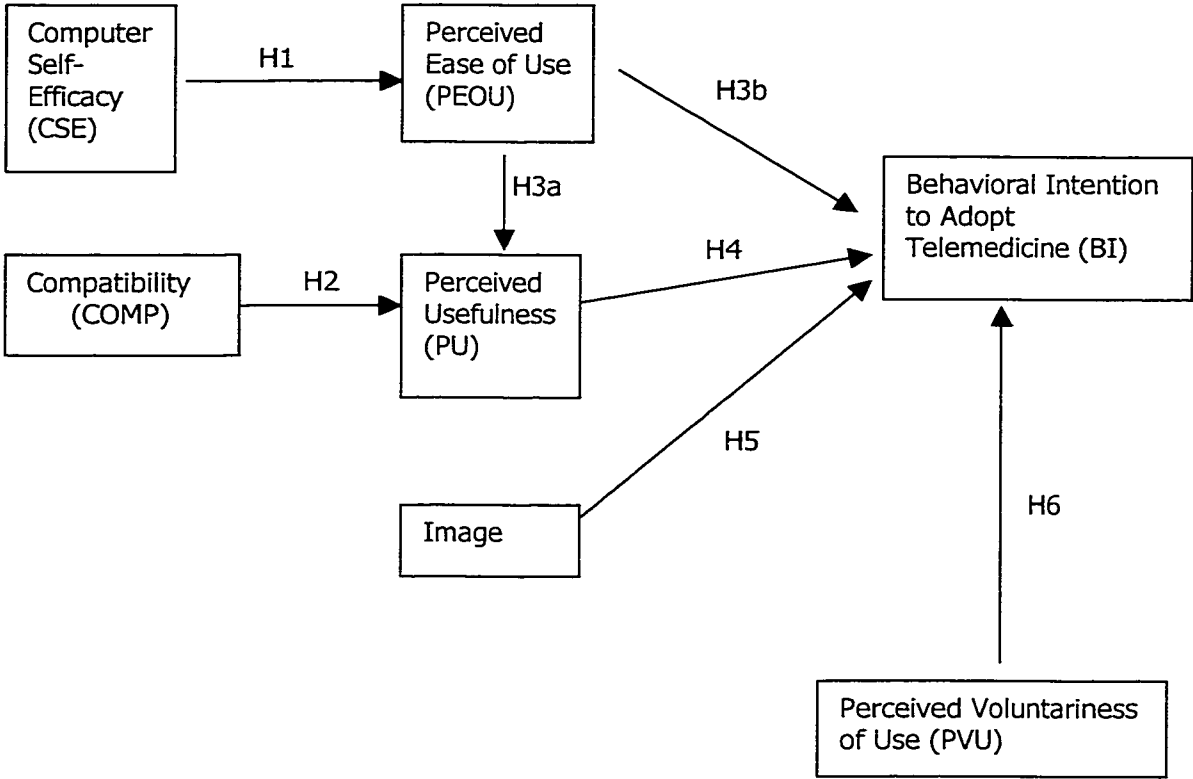 Computer
Self-
Efficacy
(CSE)
H1
Perceived
Ease of Use
(PEOU)
H3b
H3a
Behavioral Intention
to Adopt
Telemedicine (BI)
Compatibility
(COMP)
H2
Perceived
Usefulness
(PU)
H4
H5
Image
H6
Perceived Voluntariness
of Use (PVU)